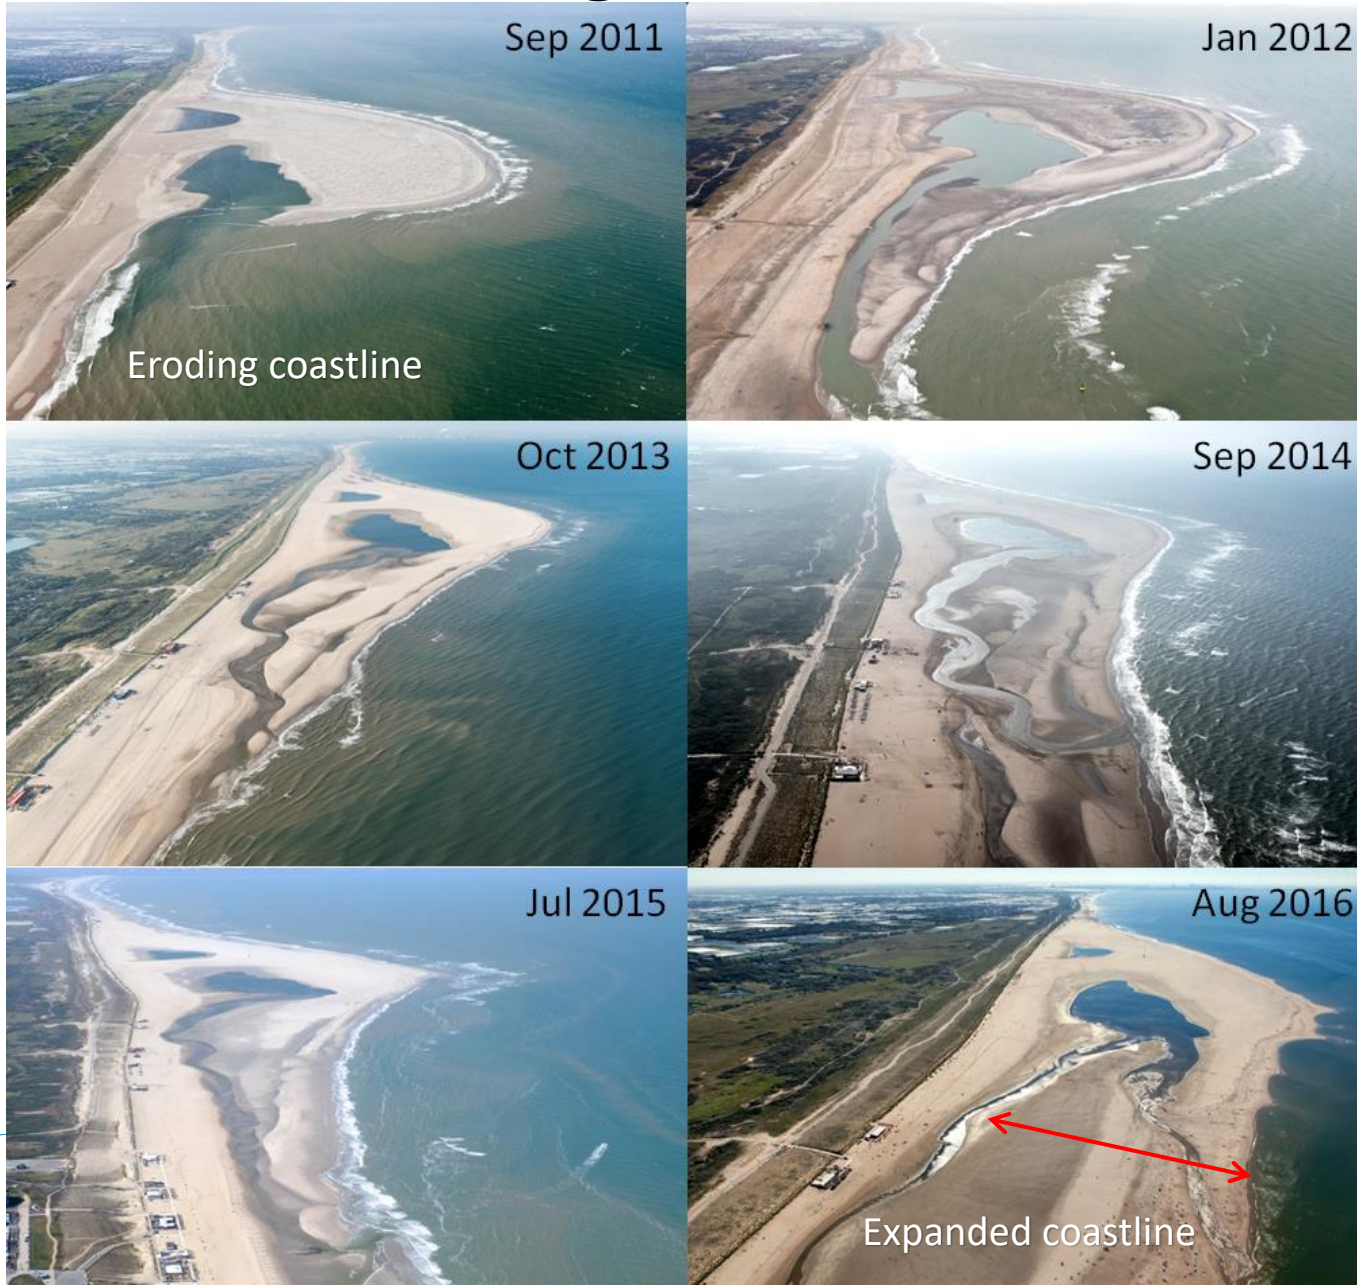 Sep 2011
Jan 2012
Eroding coastline
Oct 2013
Sep 2014
Jul 2015
Aug 2016
Expanded coastline